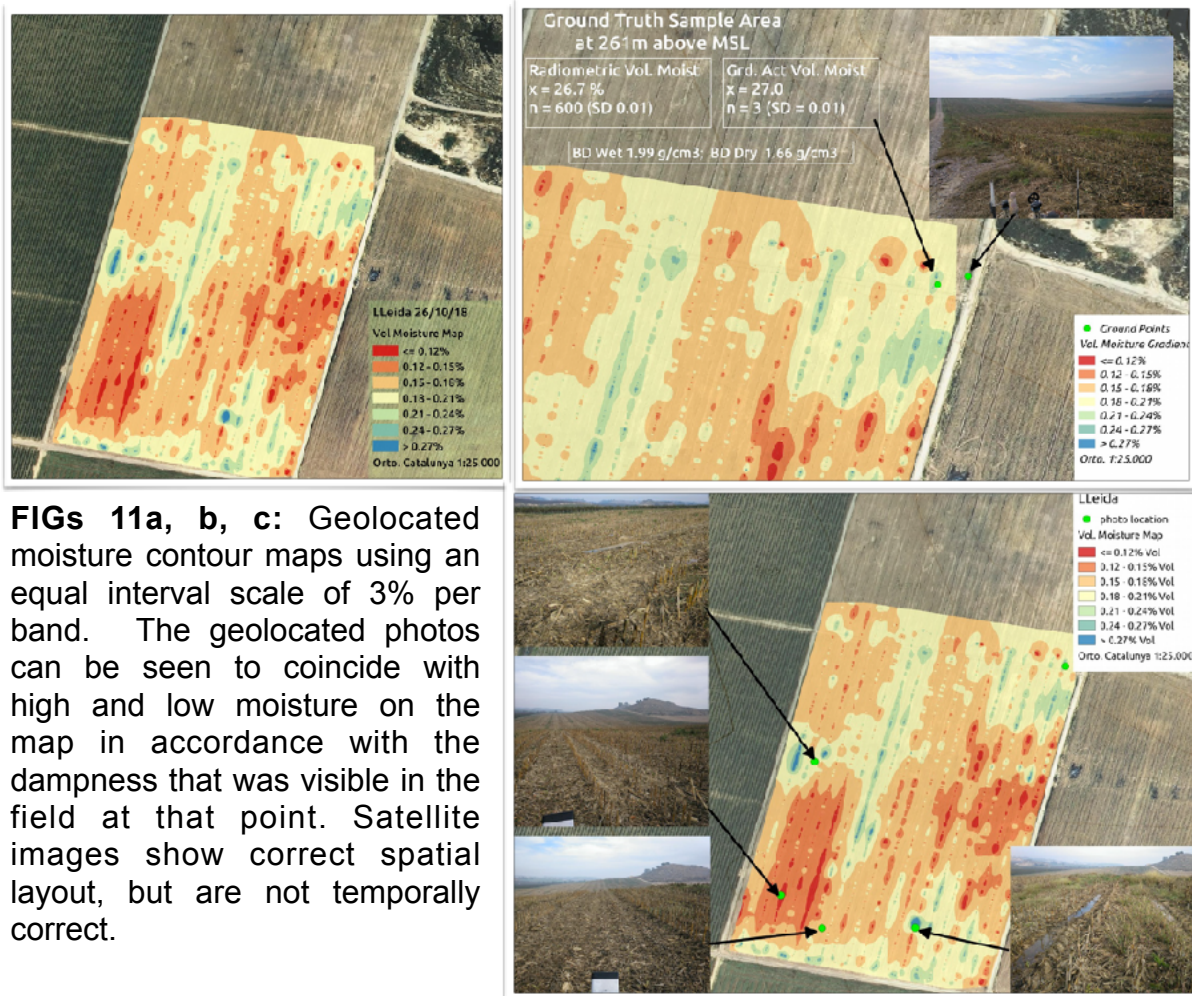 LLeida 26/10/18
Vol Moisture Map
<= 0.12%
0.12 - 0.15%
0.15 - 0.18%
0.18 - 0.21%
0.21 - 0.24%
0.24 - 0.27%
> 0.27%
Orto. Catalunya 1:25.000
Ground Truth Sample Area
at 261m above MSL
Radiometric Vol. Moist
x = 26.7 %
n = 600 (SD 0.01)
Grd. Act Vol. Moist
x = 27.0
n = 3 (SD = 0.01)
BD Wet 1.99 g/cm3; BD Dry 1.66 g/cm3
Ground Points
Vol. Moisture Gradient
<= 0.12%
0.12 - 0.15%
0.15 - 0.18%
0.18 - 0.21%
0.21 - 0.24%
0.24 - 0.27%
> 0.27%
Orto. 1:25.000
FIGs 11a, b, c: Geolocated
moisture contour maps using an
equal interval scale of 3% per
band. The geolocated photos
can be seen to coincide with
high and low moisture on the
map in accordance with the
dampness that was visible in the
field at that point. Satellite
images show correct spatial
layout, but are not temporally
correct.
LLeida
photo location
Vol. Moisture Map
<= 0.12% Vol
0.12 - 0.15% Vol
0.15 - 0.18% Vol
0.18 - 0.21% Vol
0.21 - 0.24% Vol
0.24 - 0.27% Vol
> 0.27% Vol
Orto. Catalunya 1:25.000